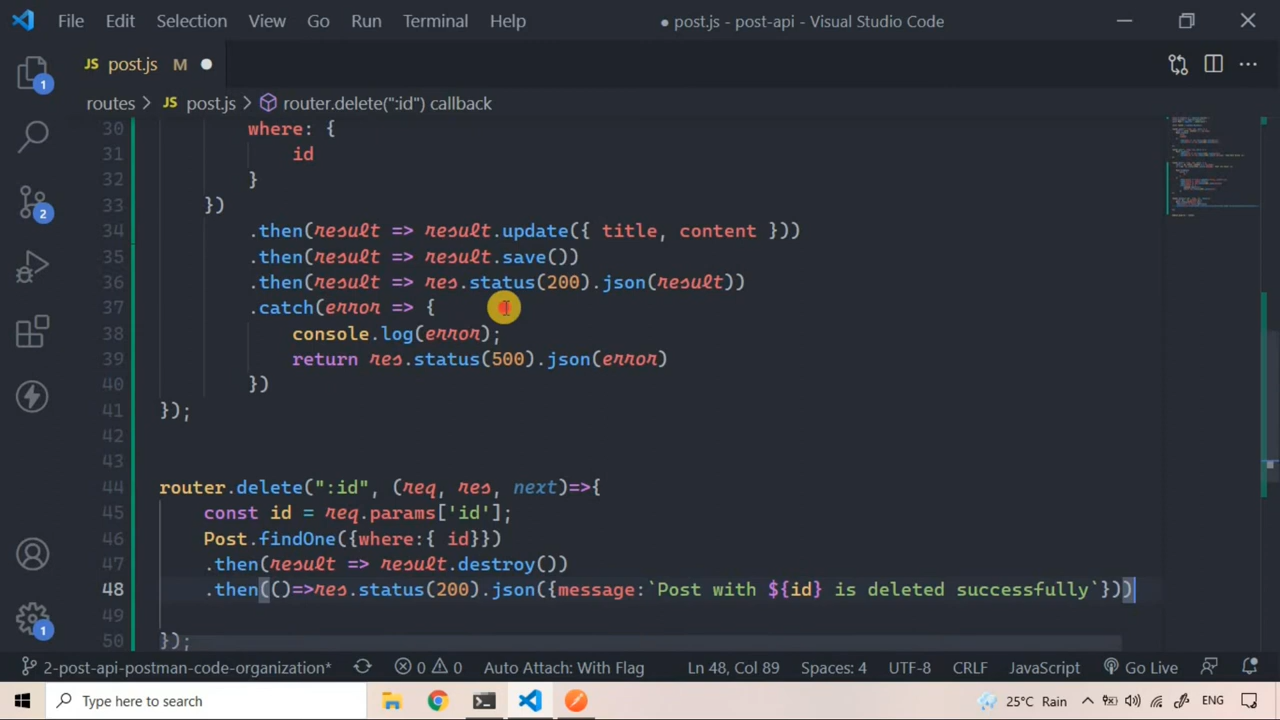 File Edit Selection View Go Run Terminal Help ● post.js - post-api - Visual Studio Code
JS post.js M ●
routes > JS post.js > router.delete(":id") callback
30 where: {
31 id
32 }
33 })
34 .then(result => result.update({ title, content }))
35 .then(result => result.save())
36 .then(result => res.status(200).json(result))
37 .catch(error => {
38 console.log(error);
39 return res.status(500).json(error)
40 })
41 });
42
43
44 router.delete(":id", (req, res, next)=>{
45 const id = req.params['id'];
46 Post.findOne({where:{ id}})
47 .then(result => result.destroy())
48 .then(()=>res.status(200).json({message:`Post with ${id} is deleted successfully`}))
49
50 });
1
2
1
2-post-api-postman-code-organization* 0 0 Auto Attach: With Flag Ln 48, Col 89 Spaces: 4 UTF-8 CRLF JavaScript Go Live
Type here to search 25°C Rain ENG